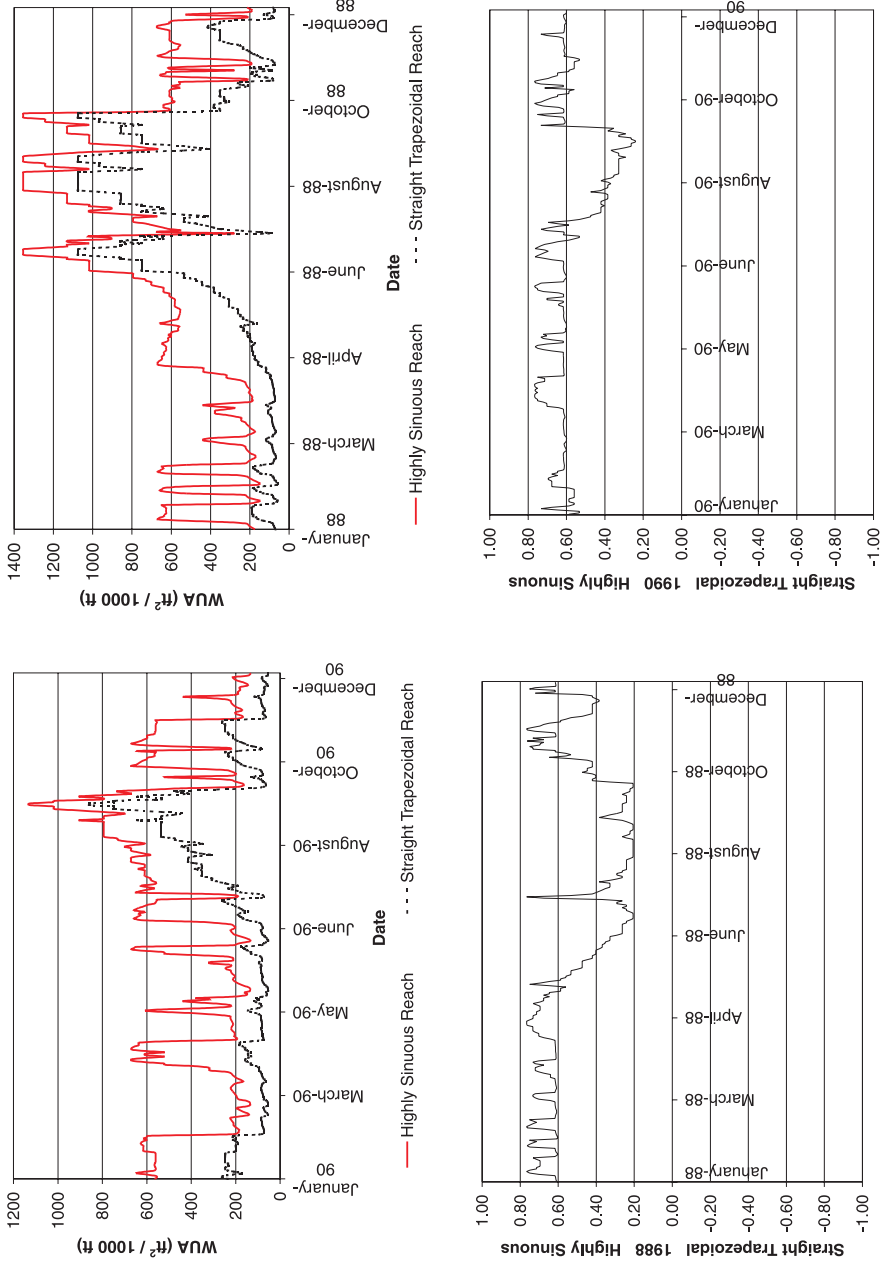 1200
1000
800
600
400
200
0
WUA (ft² / 1000 ft)
January-
90
March-90
May-90
June-90
August-90
October-
90
December-
90
Date
Highly Sinuous Reach
Straight Trapezoidal Reach
1400
1200
1000
800
600
400
200
0
WUA (ft² / 1000 ft)
January-
88
March-88
April-88
June-88
August-88
October-
88
December-
88
Date
Highly Sinuous Reach
Straight Trapezoidal Reach
1.00
0.80
0.60
0.40
0.20
0.00
-0.20
-0.40
-0.60
-0.80
-1.00
Straight Trapezoidal 1988 Highly Sinuous
January-88
March-88
April-88
June-88
August-88
October-88
December-
88
1.00
0.80
0.60
0.40
0.20
0.00
-0.20
-0.40
-0.60
-0.80
-1.00
Straight Trapezoidal 1990 Highly Sinuous
January-90
March-90
May-90
June-90
August-90
October-90
December-
90